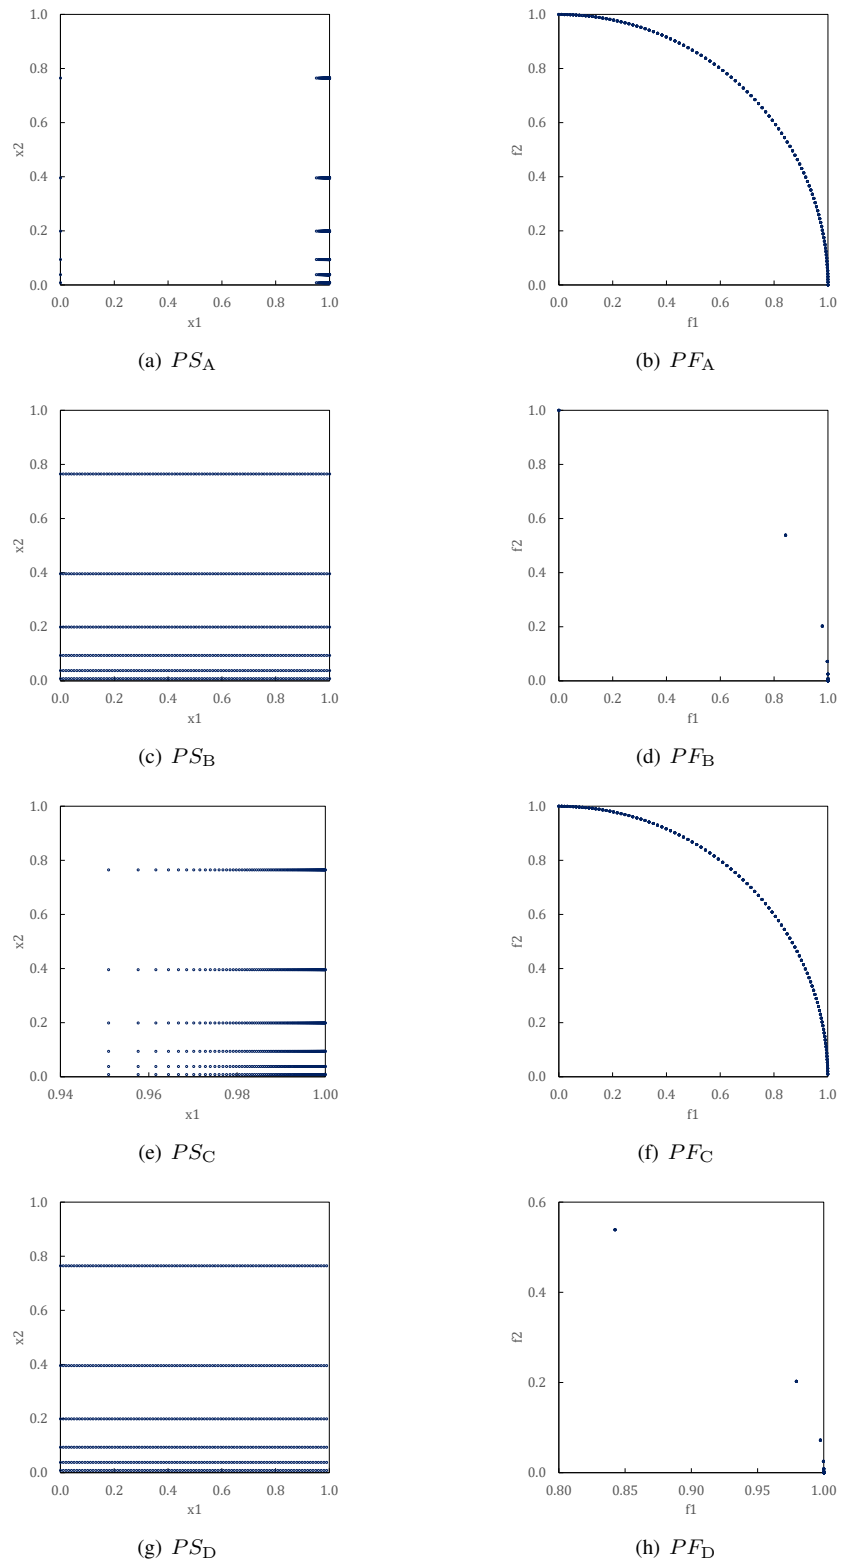 1.0
0.8
0.6
0.4
0.2
0.0
x2
0.0 0.2 0.4 0.6 0.8 1.0
x1
(a) PS_A
1.0
0.8
0.6
0.4
0.2
0.0
f2
0.0 0.2 0.4 0.6 0.8 1.0
f1
(b) PF_A
1.0
0.8
0.6
0.4
0.2
0.0
x2
0.0 0.2 0.4 0.6 0.8 1.0
x1
(c) PS_B
1.0
0.8
0.6
0.4
0.2
0.0
f2
0.0 0.2 0.4 0.6 0.8 1.0
f1
(d) PF_B
1.0
0.8
0.6
0.4
0.2
0.0
x2
0.94 0.96 0.98 1.00
x1
(e) PS_C
1.0
0.8
0.6
0.4
0.2
0.0
f2
0.0 0.2 0.4 0.6 0.8 1.0
f1
(f) PF_C
1.0
0.8
0.6
0.4
0.2
0.0
x2
0.0 0.2 0.4 0.6 0.8 1.0
x1
(g) PS_D
0.6
0.4
0.2
0.0
f2
0.80 0.85 0.90 0.95 1.00
f1
(h) PF_D